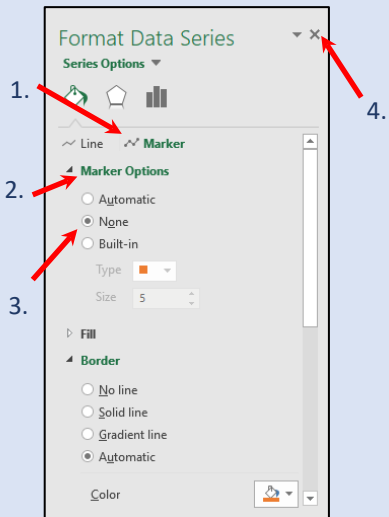 Format Data Series
Series Options
1.
4.
Line Marker
2.
Marker Options
Automatic
None
Built-in
3.
Type
Size 5
Fill
Border
No line
Solid line
Gradient line
Automatic
Color